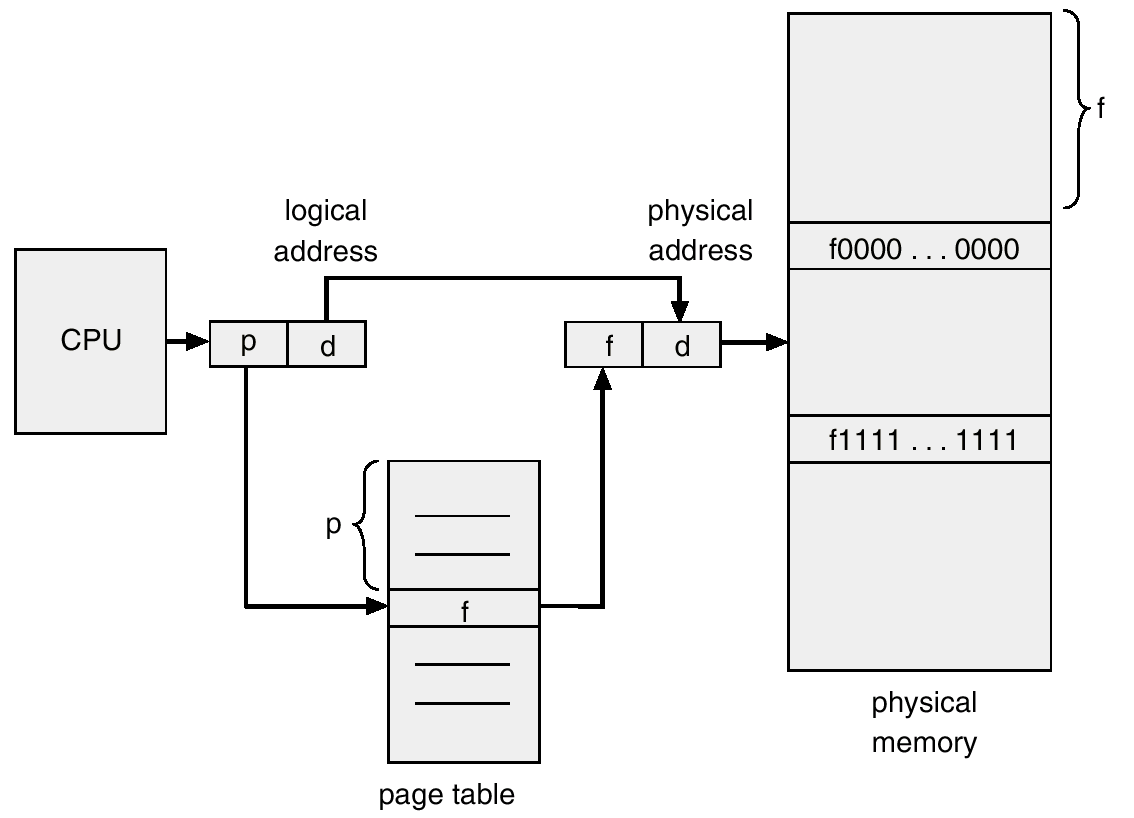 f
logical
address
physical
address
f0000 . . . 0000
CPU
p
d
f
d
f1111 . . . 1111
p
f
physical
memory
page table